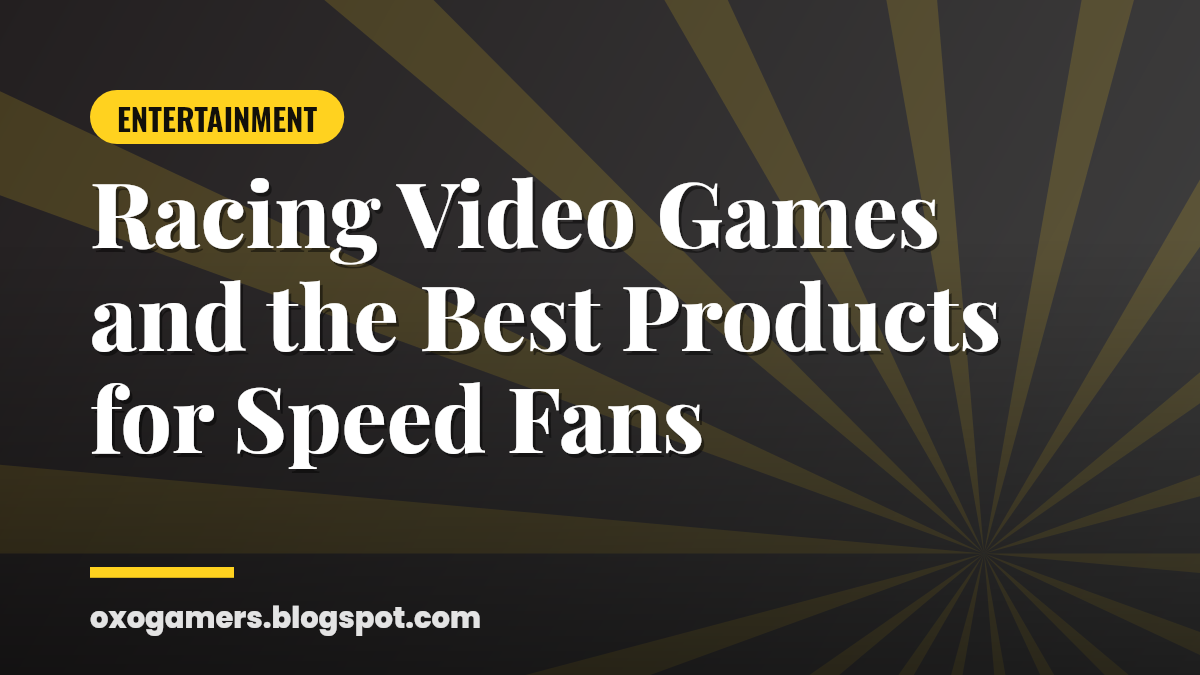 ENTERTAINMENT
Racing Video Games
and the Best Products
for Speed Fans
oxogamers.blogspot.com